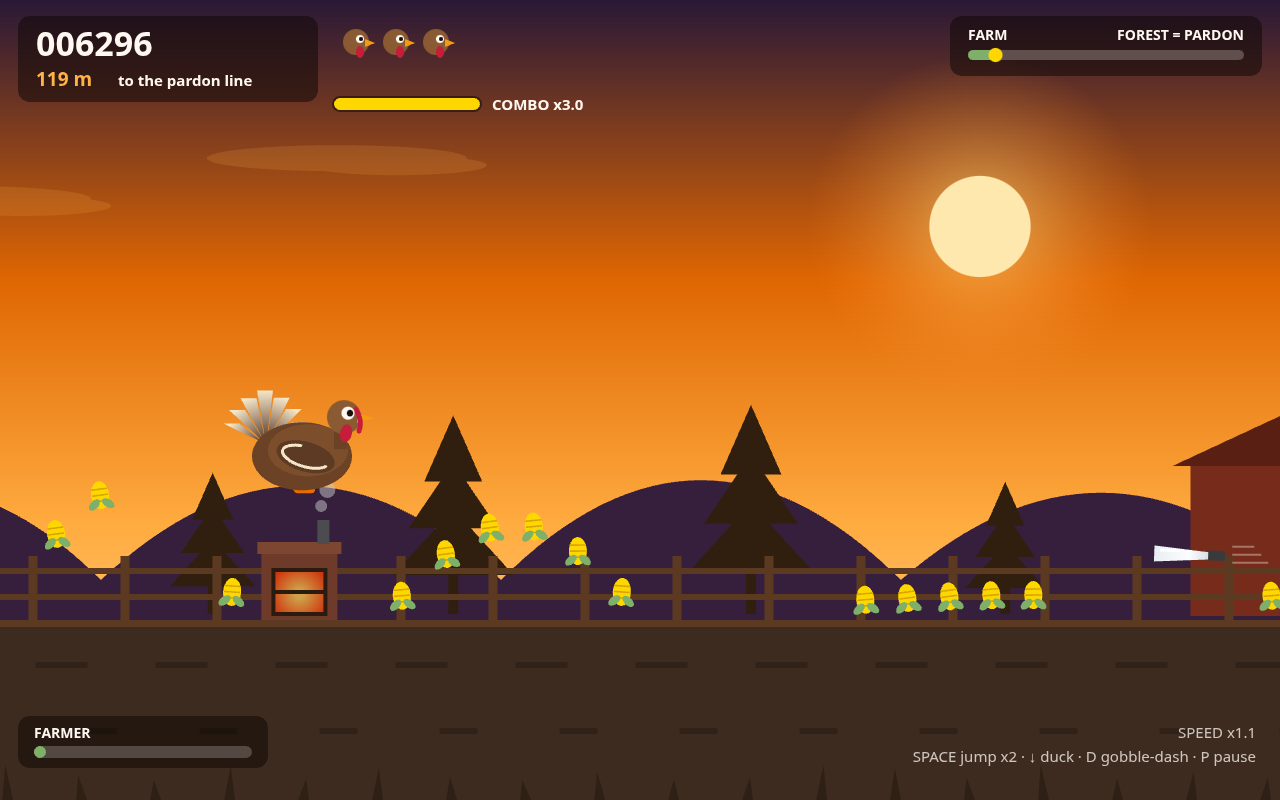 006296
119 m to the pardon line
COMBO x3.0
FARM FOREST = PARDON
FARMER
SPEED x1.1
SPACE jump x2 · ↓ duck · D gobble-dash · P pause